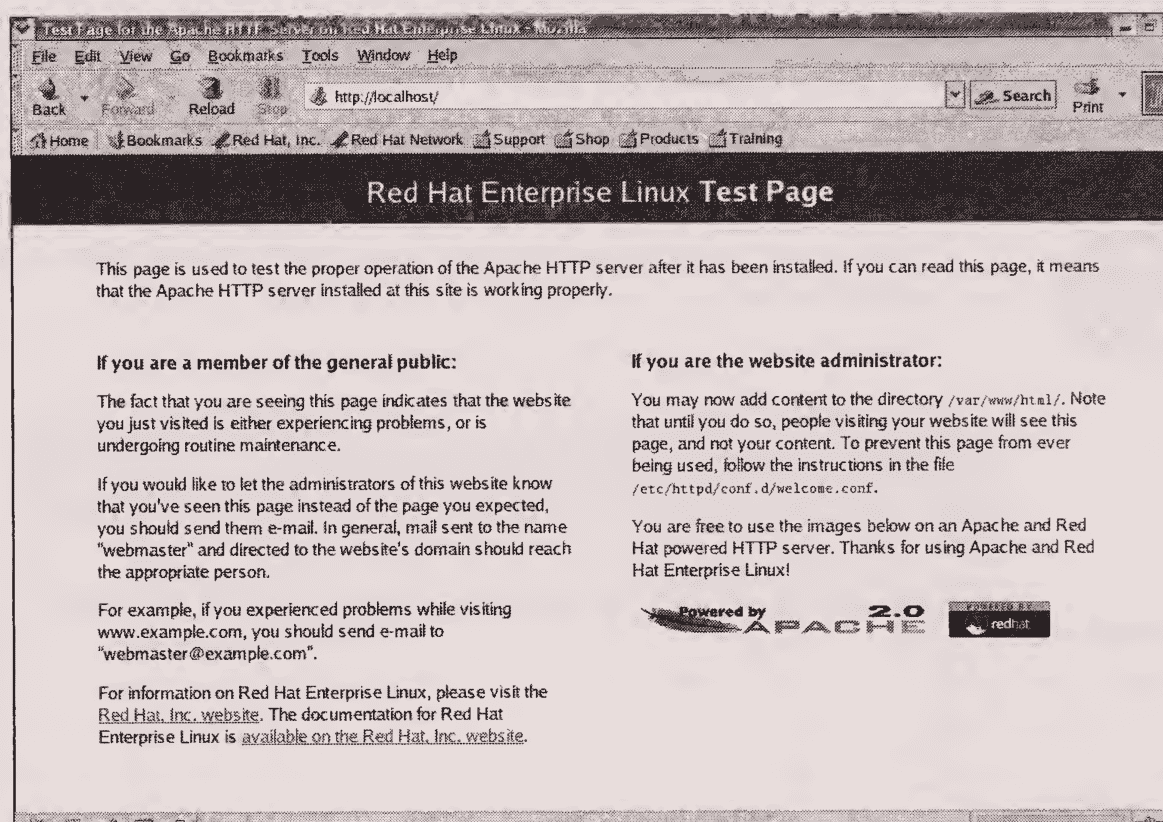 Test Page for the Apache HTTP Server on Red Hat Enterprise Linux - Mozilla
File Edit View Go Bookmarks Tools Window Help
Back Forward Reload Stop http://localhost/ Search Print
Home Bookmarks Red Hat, Inc. Red Hat Network Support Shop Products Training
Red Hat Enterprise Linux Test Page
This page is used to test the proper operation of the Apache HTTP server after it has been installed. If you can read this page, it means
that the Apache HTTP server installed at this site is working properly.
If you are a member of the general public:
The fact that you are seeing this page indicates that the website
you just visited is either experiencing problems, or is
undergoing routine maintenance.
If you would like to let the administrators of this website know
that you've seen this page instead of the page you expected,
you should send them e-mail. In general, mail sent to the name
"webmaster" and directed to the website's domain should reach
the appropriate person.
For example, if you experienced problems while visiting
www.example.com, you should send e-mail to
"webmaster@example.com".
For information on Red Hat Enterprise Linux, please visit the
Red Hat, Inc. website. The documentation for Red Hat
Enterprise Linux is available on the Red Hat, Inc. website.
If you are the website administrator:
You may now add content to the directory /var/www/html/. Note
that until you do so, people visiting your website will see this
page, and not your content. To prevent this page from ever
being used, follow the instructions in the file
/etc/httpd/conf.d/welcome.conf.
You are free to use the images below on an Apache and Red
Hat powered HTTP server. Thanks for using Apache and Red
Hat Enterprise Linux!
Powered by APACHE 2.0
POWERED BY
redhat